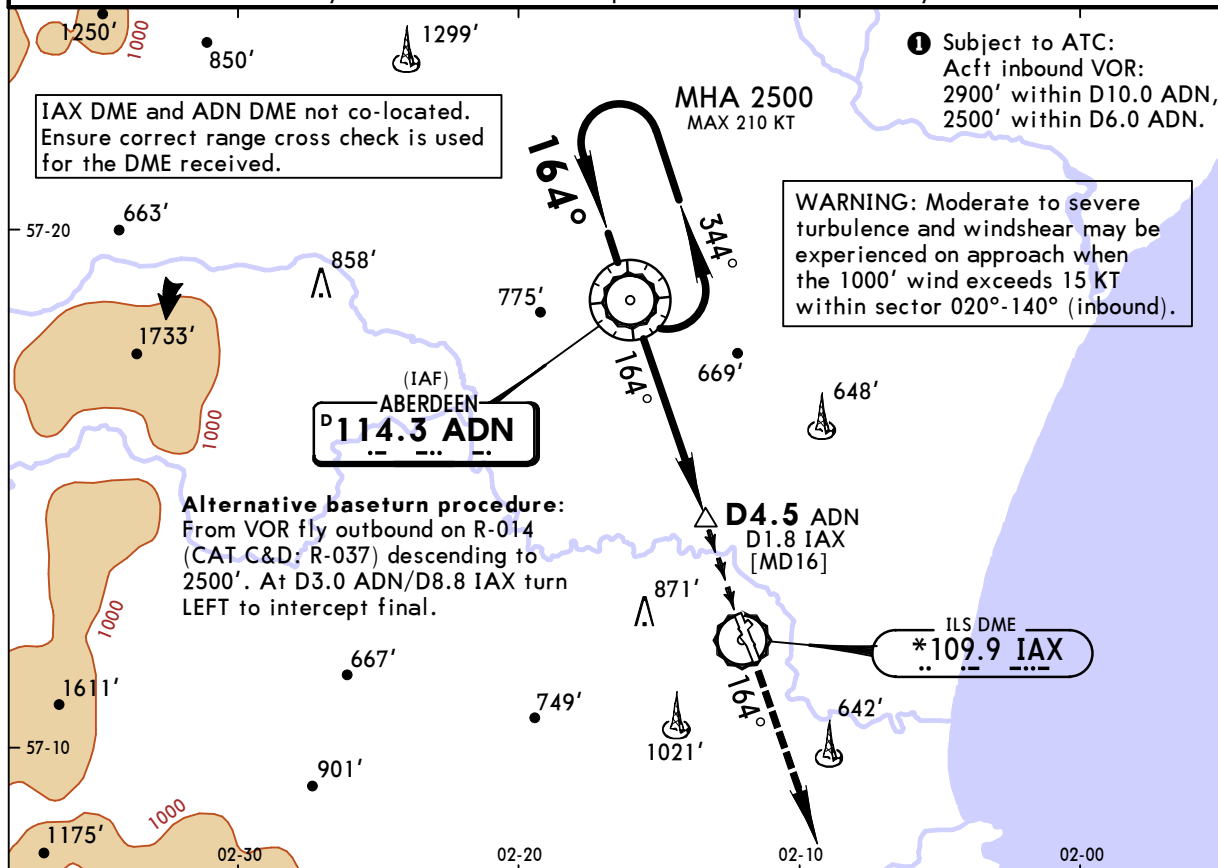 1250′
1000
850′
1299′
❶ Subject to ATC:
Acft inbound VOR:
2900′ within D10.0 ADN,
2500′ within D6.0 ADN.
MHA 2500
MAX 210 KT
IAX DME and ADN DME not co-located.
Ensure correct range cross check is used
for the DME received.
164°
344°
WARNING: Moderate to severe
turbulence and windshear may be
experienced on approach when
the 1000′ wind exceeds 15 KT
within sector 020°-140° (inbound).
57-20
663′
858′
775′
1733′
1000
164°
669′
648′
(IAF)
ABERDEEN
D 114.3 ADN
Alternative baseturn procedure:
From VOR fly outbound on R-014
(CAT C&D: R-037) descending to
2500′. At D3.0 ADN/D8.8 IAX turn
LEFT to intercept final.
D4.5 ADN
D1.8 IAX
[MD16]
871′
ILS DME
*109.9 IAX
1000
667′
1611′
749′
164°
642′
1021′
57-10
901′
1000
1175′
02-30
02-20
02-10
02-00